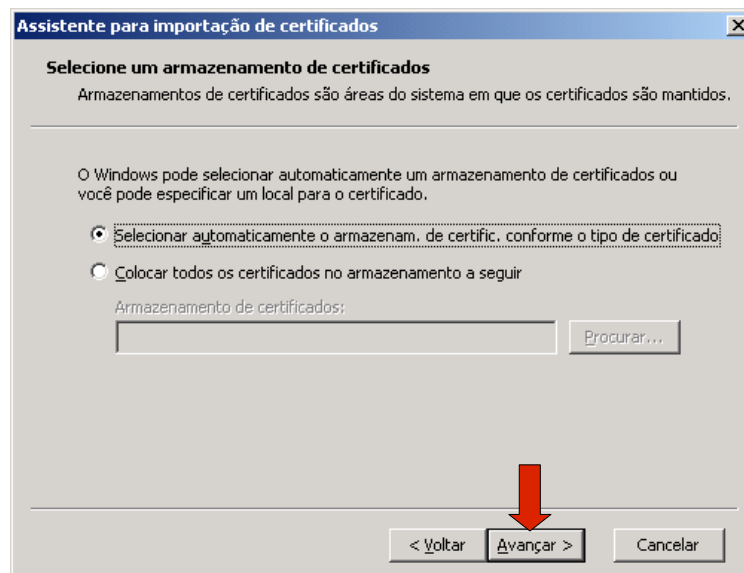 Assistente para importação de certificados
Selecione um armazenamento de certificados
Armazenamentos de certificados são áreas do sistema em que os certificados são mantidos.
O Windows pode selecionar automaticamente um armazenamento de certificados ou
você pode especificar um local para o certificado.
Selecionar automaticamente o armazenam. de certific. conforme o tipo de certificado
Colocar todos os certificados no armazenamento a seguir
Armazenamento de certificados:
Procurar...
< Voltar Avançar > Cancelar